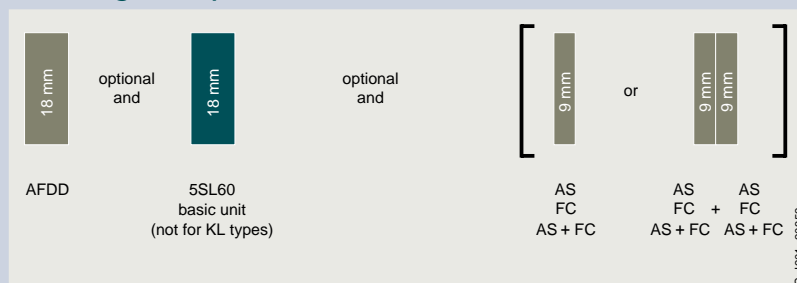 18 mm
optional
and
18 mm
optional
and
9 mm
or
9 mm
9 mm
AFDD
5SL60
basic unit
(not for KL types)
AS
FC
AS + FC
AS AS
FC + FC
AS + FC AS + FC